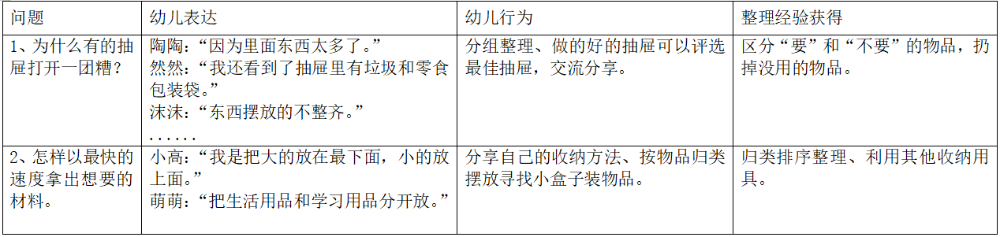 问题
幼儿表达
幼儿行为
整理经验获得
1、为什么有的抽
屉打开一团糟？
陶陶：“因为里面东西太多了。”
然然：“我还看到了抽屉里有垃圾和零食
包装袋。”
沫沫：“东西摆放的不整齐。”
......
分组整理、做的好的抽屉可以评选
最佳抽屉，交流分享。
区分“要”和“不要”的物品，扔
掉没用的物品。
2、怎样以最快的
速度拿出想要的
材料。
小高：“我是把大的放在最下面，小的放
上面。”
萌萌：“把生活用品和学习用品分开放。”
分享自己的收纳方法、按物品归类
摆放寻找小盒子装物品。
归类排序整理、利用其他收纳用
具。